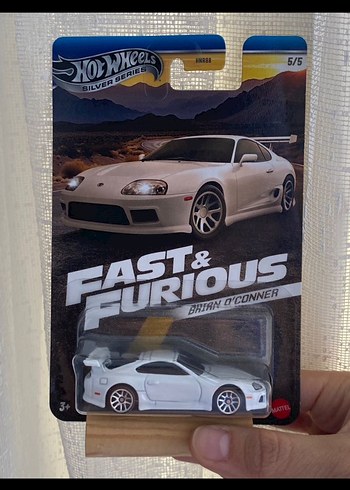 HOT WHEELS
SILVER SERIES
5/5
FAST &
FURIOUS
BRIAN O'CONNER
3+
MATTEL